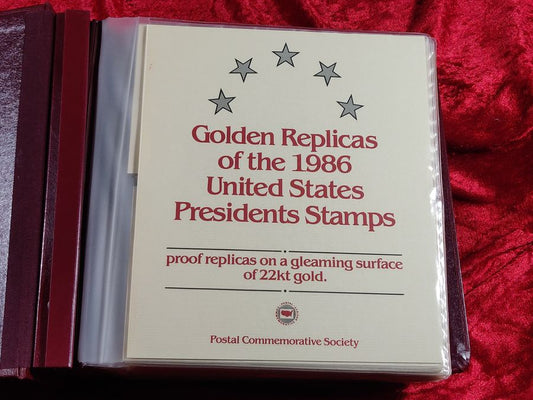 Golden Replicas
of the 1986
United States
Presidents Stamps
proof replicas on a gleaming surface
of 22kt gold.
Postal Commemorative Society